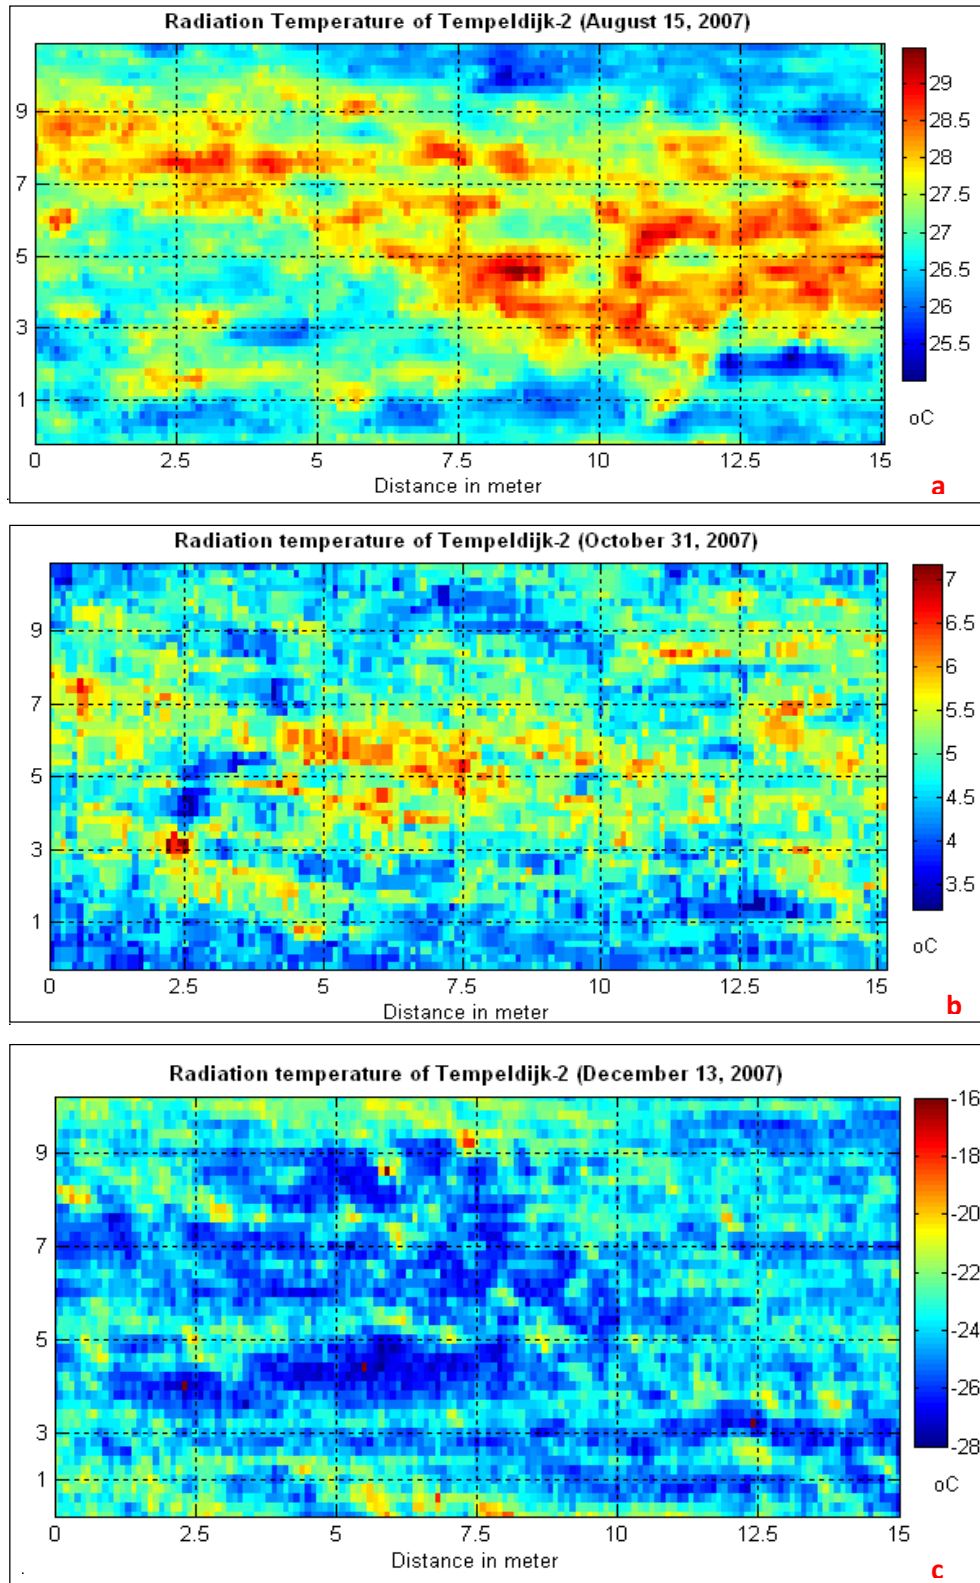 Radiation Temperature of Tempeldijk-2 (August 15, 2007)
9
7
5
3
1
0 2.5 5 7.5 10 12.5 15
Distance in meter
29
28.5
28
27.5
27
26.5
26
25.5
oC
a
Radiation temperature of Tempeldijk-2 (October 31, 2007)
9
7
5
3
1
0 2.5 5 7.5 10 12.5 15
Distance in meter
7
6.5
6
5.5
5
4.5
4
3.5
oC
b
Radiation temperature of Tempeldijk-2 (December 13, 2007)
9
7
5
3
1
0 2.5 5 7.5 10 12.5 15
Distance in meter
-16
-18
-20
-22
-24
-26
-28
oC
c